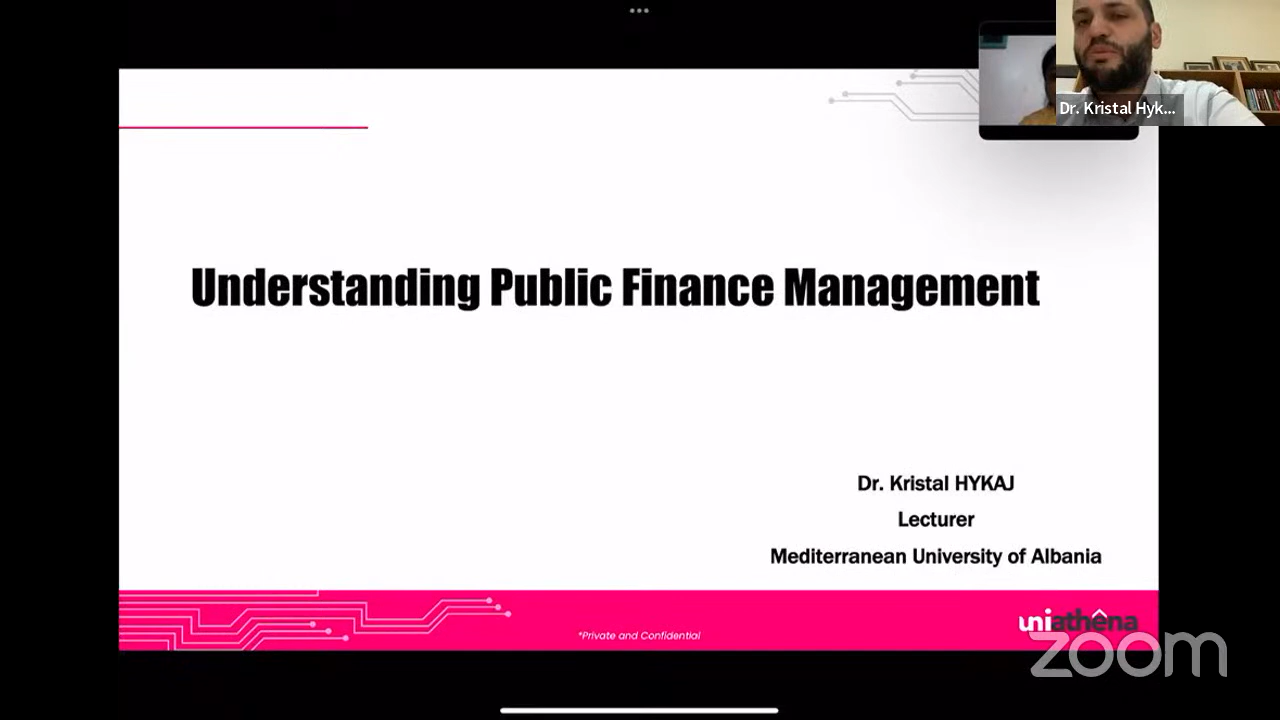 Dr. Kristal Hyk...
Understanding Public Finance Management
Dr. Kristal HYKAJ
Lecturer
Mediterranean University of Albania
*Private and Confidential
uniathena
zoom